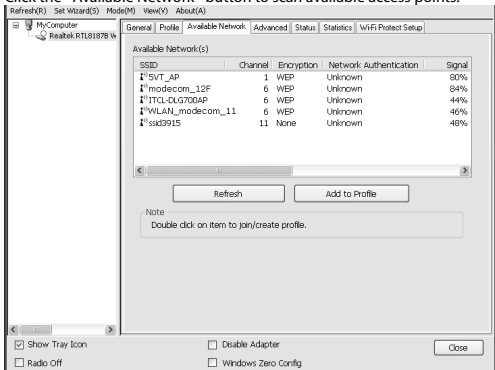 Click the "Available Network" button to scan available access points.
Refresh(R) Set Wizard(S) Mode(M) View(V) About(A)
MyComputer
Realtek RTL8187B W
General Profile Available Network Advanced Status Statistics Wi-Fi Protect Setup
Available Network(s)
SSID Channel Encryption Network Authentication Signal
5VT_AP 1 WEP Unknown 80%
modecom_12F 6 WEP Unknown 84%
ITCL-DLG700AP 6 WEP Unknown 44%
WLAN_modecom_11 6 WEP Unknown 46%
ssid3915 11 None Unknown 48%
Refresh Add to Profile
Note
Double click on item to join/create profile.
Show Tray Icon Disable Adapter Close
Radio Off Windows Zero Config